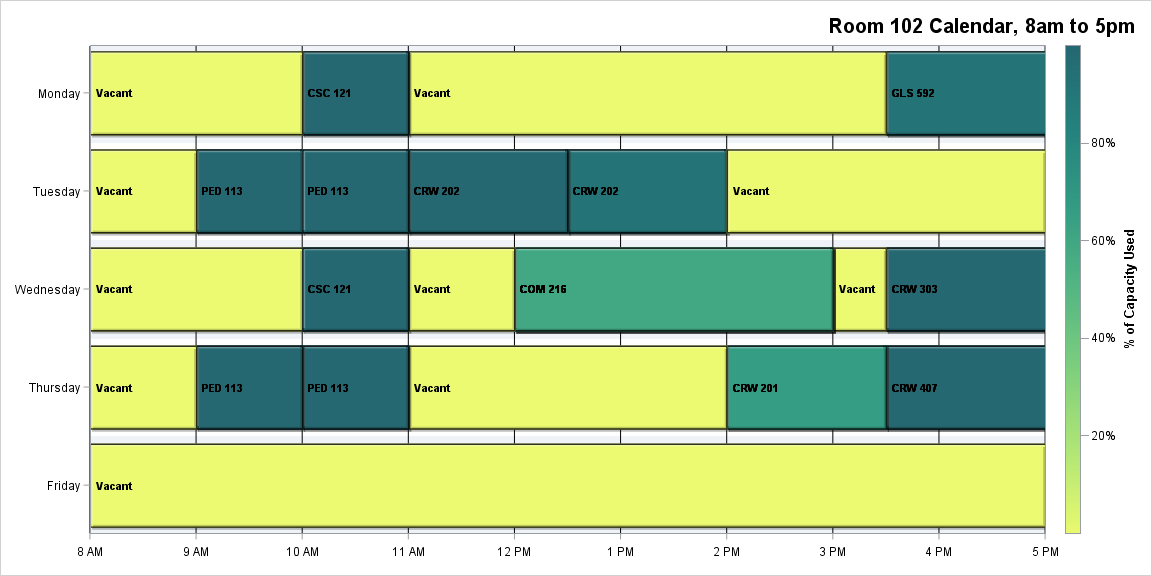 Room 102 Calendar, 8am to 5pm
Monday
Vacant
CSC 121
Vacant
GLS 592
Tuesday
Vacant
PED 113
PED 113
CRW 202
CRW 202
Vacant
Wednesday
Vacant
CSC 121
Vacant
COM 216
Vacant
CRW 303
Thursday
Vacant
PED 113
PED 113
Vacant
CRW 201
CRW 407
Friday
Vacant
8 AM
9 AM
10 AM
11 AM
12 PM
1 PM
2 PM
3 PM
4 PM
5 PM
80%
60%
40%
20%
% of Capacity Used